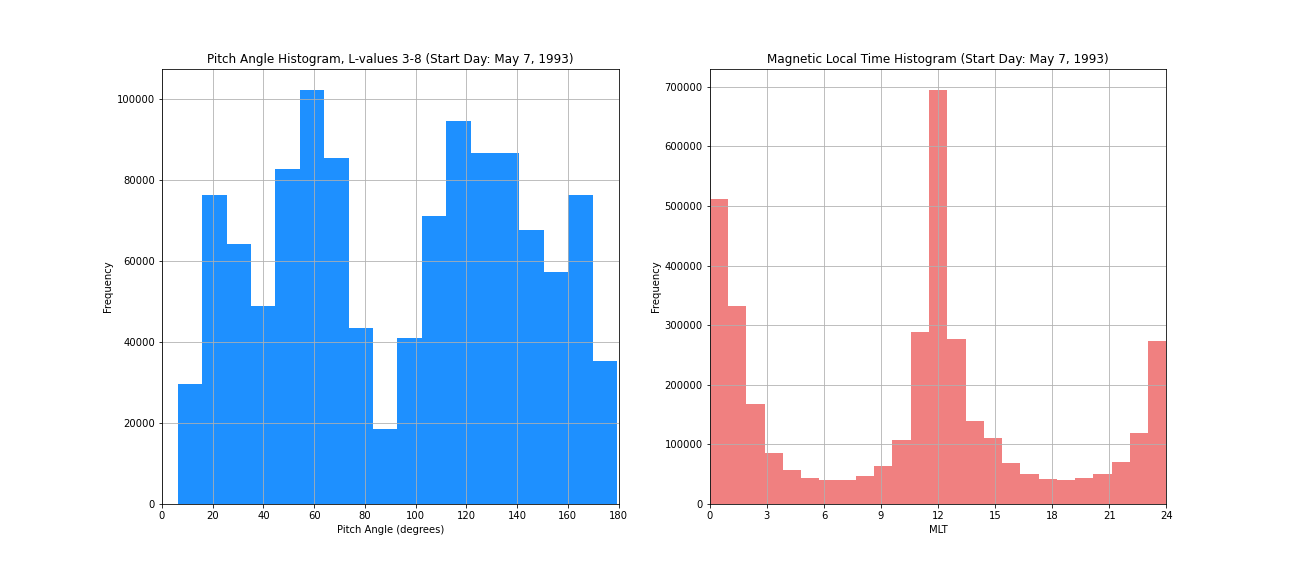 Pitch Angle Histogram, L-values 3-8 (Start Day: May 7, 1993)
Frequency
100000
80000
60000
40000
20000
0
0 20 40 60 80 100 120 140 160 180
Pitch Angle (degrees)
Magnetic Local Time Histogram (Start Day: May 7, 1993)
Frequency
700000
600000
500000
400000
300000
200000
100000
0
0 3 6 9 12 15 18 21 24
MLT